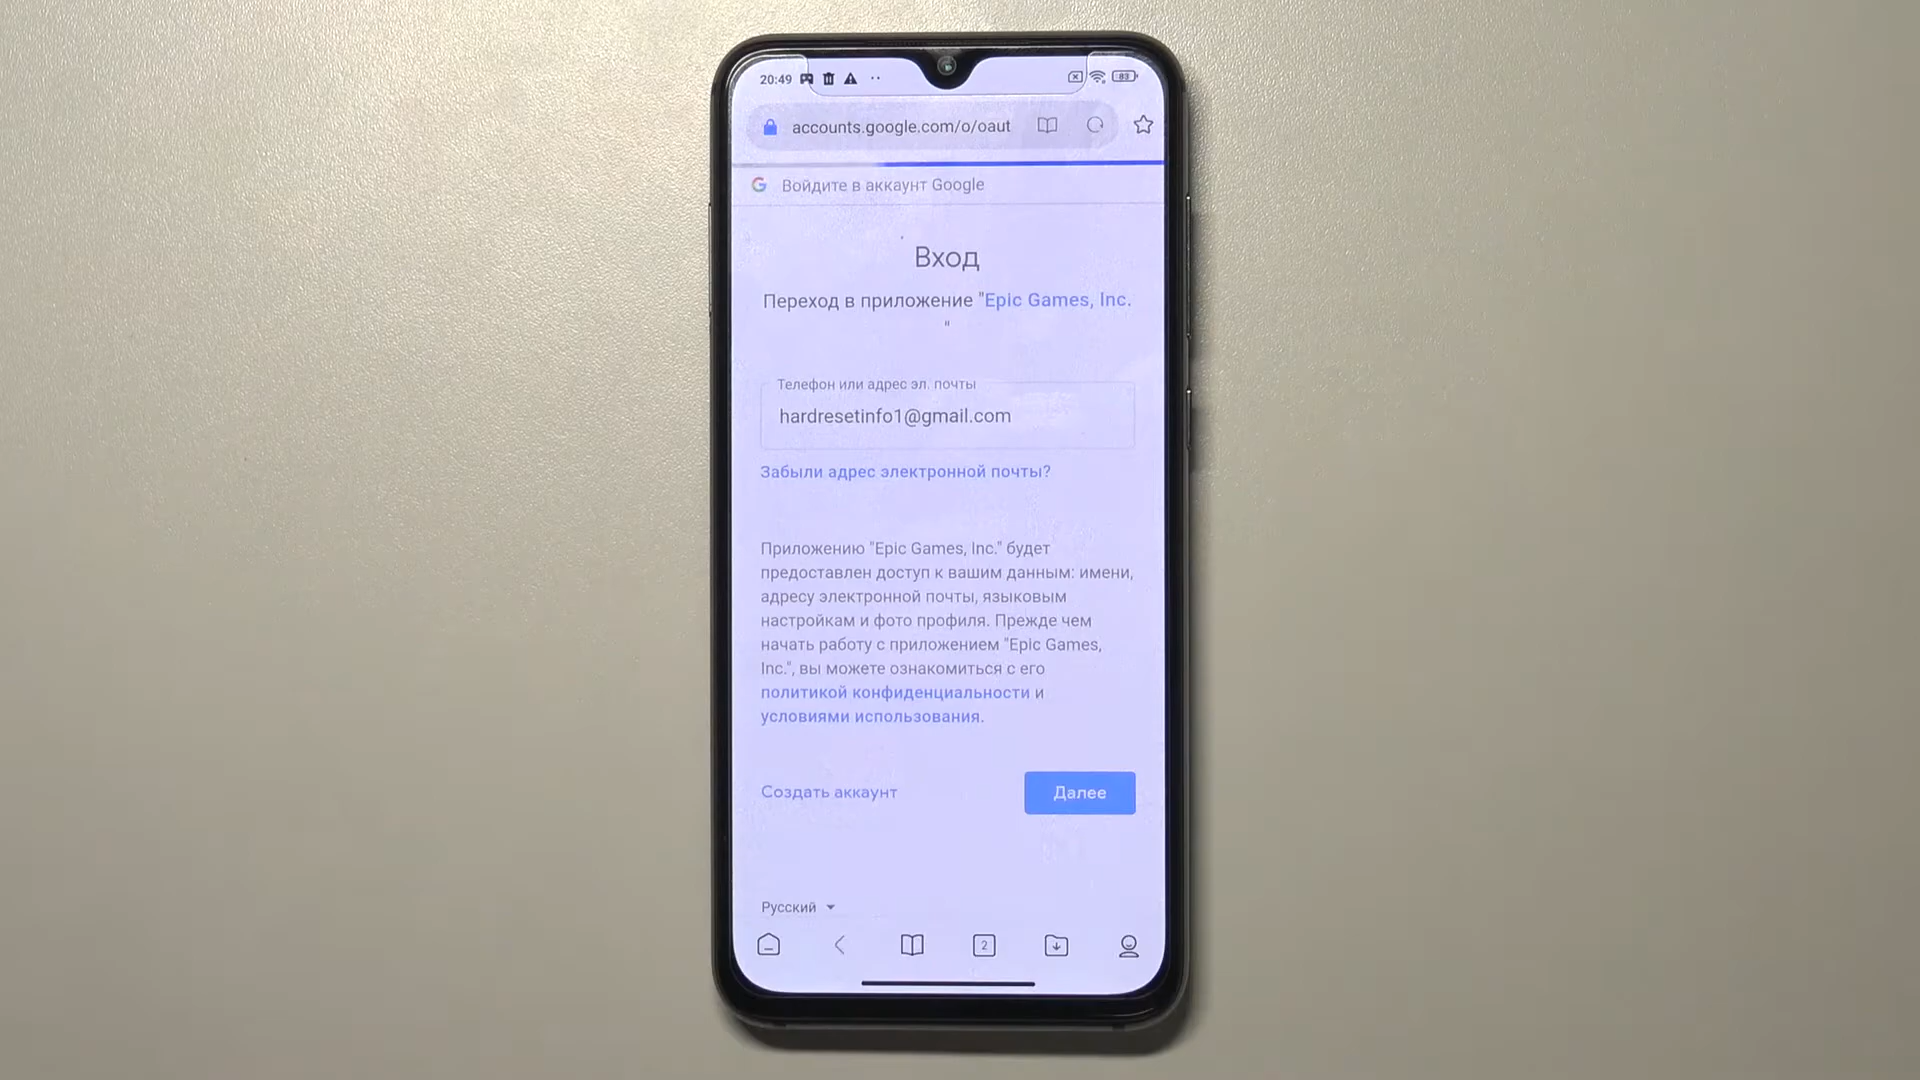 20:49
83
accounts.google.com/o/oaut
Войдите в аккаунт Google
Вход
Переход в приложение "Epic Games, Inc.
"
Телефон или адрес эл. почты
hardresetinfo1@gmail.com
Забыли адрес электронной почты?
Приложению "Epic Games, Inc." будет
предоставлен доступ к вашим данным: имени,
адресу электронной почты, языковым
настройкам и фото профиля. Прежде чем
начать работу с приложением "Epic Games,
Inc.", вы можете ознакомиться с его
политикой конфиденциальности и
условиями использования.
Создать аккаунт
Далее
Русский
2